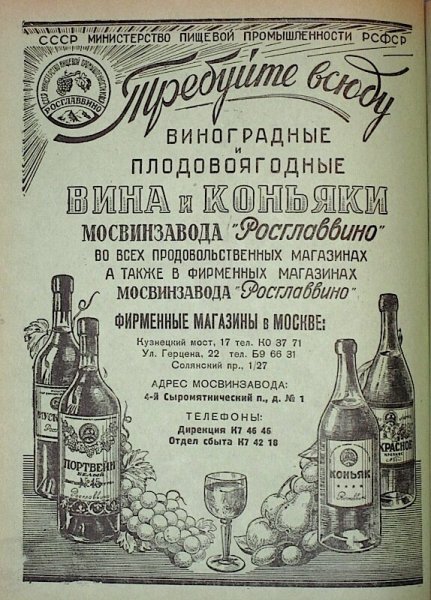 СССР МИНИСТЕРСТВО ПИЩЕВОЙ ПРОМЫШЛЕННОСТИ РСФСР
РОСГЛАВВИНО
Требуйте всюду
ВИНОГРАДНЫЕ
и
ПЛОДОВОЯГОДНЫЕ
ВИНА и КОНЬЯКИ
МОСВИНЗАВОДА "Росглаввино"
ВО ВСЕХ ПРОДОВОЛЬСТВЕННЫХ МАГАЗИНАХ
А ТАКЖЕ В ФИРМЕННЫХ МАГАЗИНАХ
МОСВИНЗАВОДА "Росглаввино"
ФИРМЕННЫЕ МАГАЗИНЫ в МОСКВЕ:
Кузнецкий мост, 17 тел. К0 37 71
Ул. Герцена, 22 тел. Б9 66 31
Солянский пр., 1/27
АДРЕС МОСВИНЗАВОДА:
4-й Сыромятнический п., д. № 1
ТЕЛЕФОНЫ:
Дирекция К7 46 46
Отдел сбыта К7 42 18
ПОРТВЕЙН
БЕЛЫЙ
Росглаввино
КОНЬЯК
КРАСНОЕ